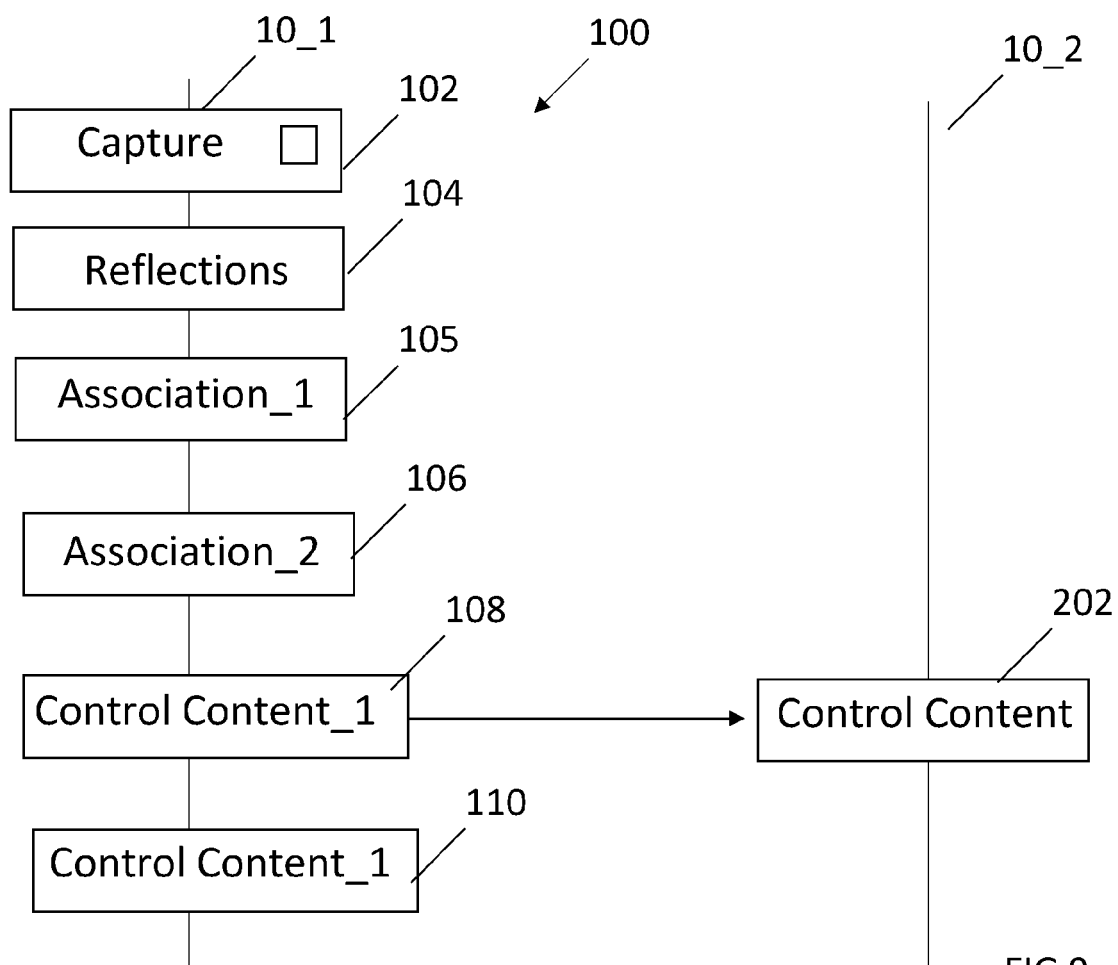 10_1
100
10_2
102
Capture
104
Reflections
105
Association_1
106
Association_2
108
202
Control Content_1
Control Content
110
Control Content_1
FIG